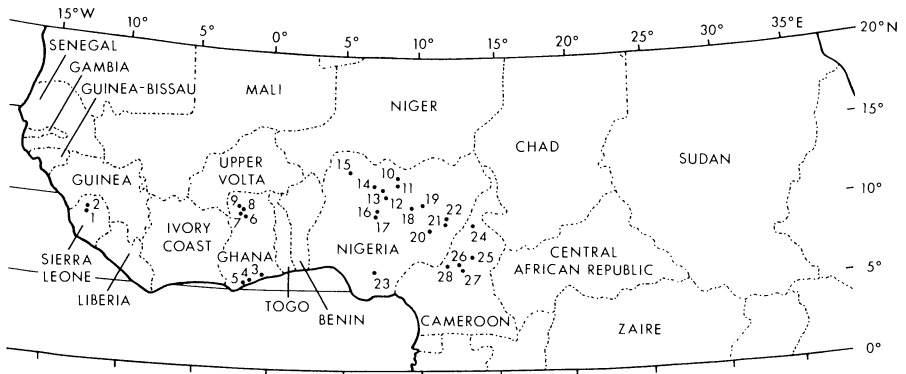 15°W 10° 5° 0° 5° 10° 15° 20° 25° 30° 35°E 20°N
SENEGAL
GAMBIA
GUINEA-BISSAU
MALI
NIGER
15°
CHAD
SUDAN
15 10
UPPER VOLTA
14 11
GUINEA
13 12
10°
9 8
7 6
2
1
16 18 19
17
21 22
20
24
IVORY COAST
NIGERIA
GHANA
CENTRAL AFRICAN REPUBLIC
SIERRA LEONE
5 4 3
26 25
28 27
5°
23
LIBERIA
TOGO
BENIN
CAMEROON
ZAIRE
0°